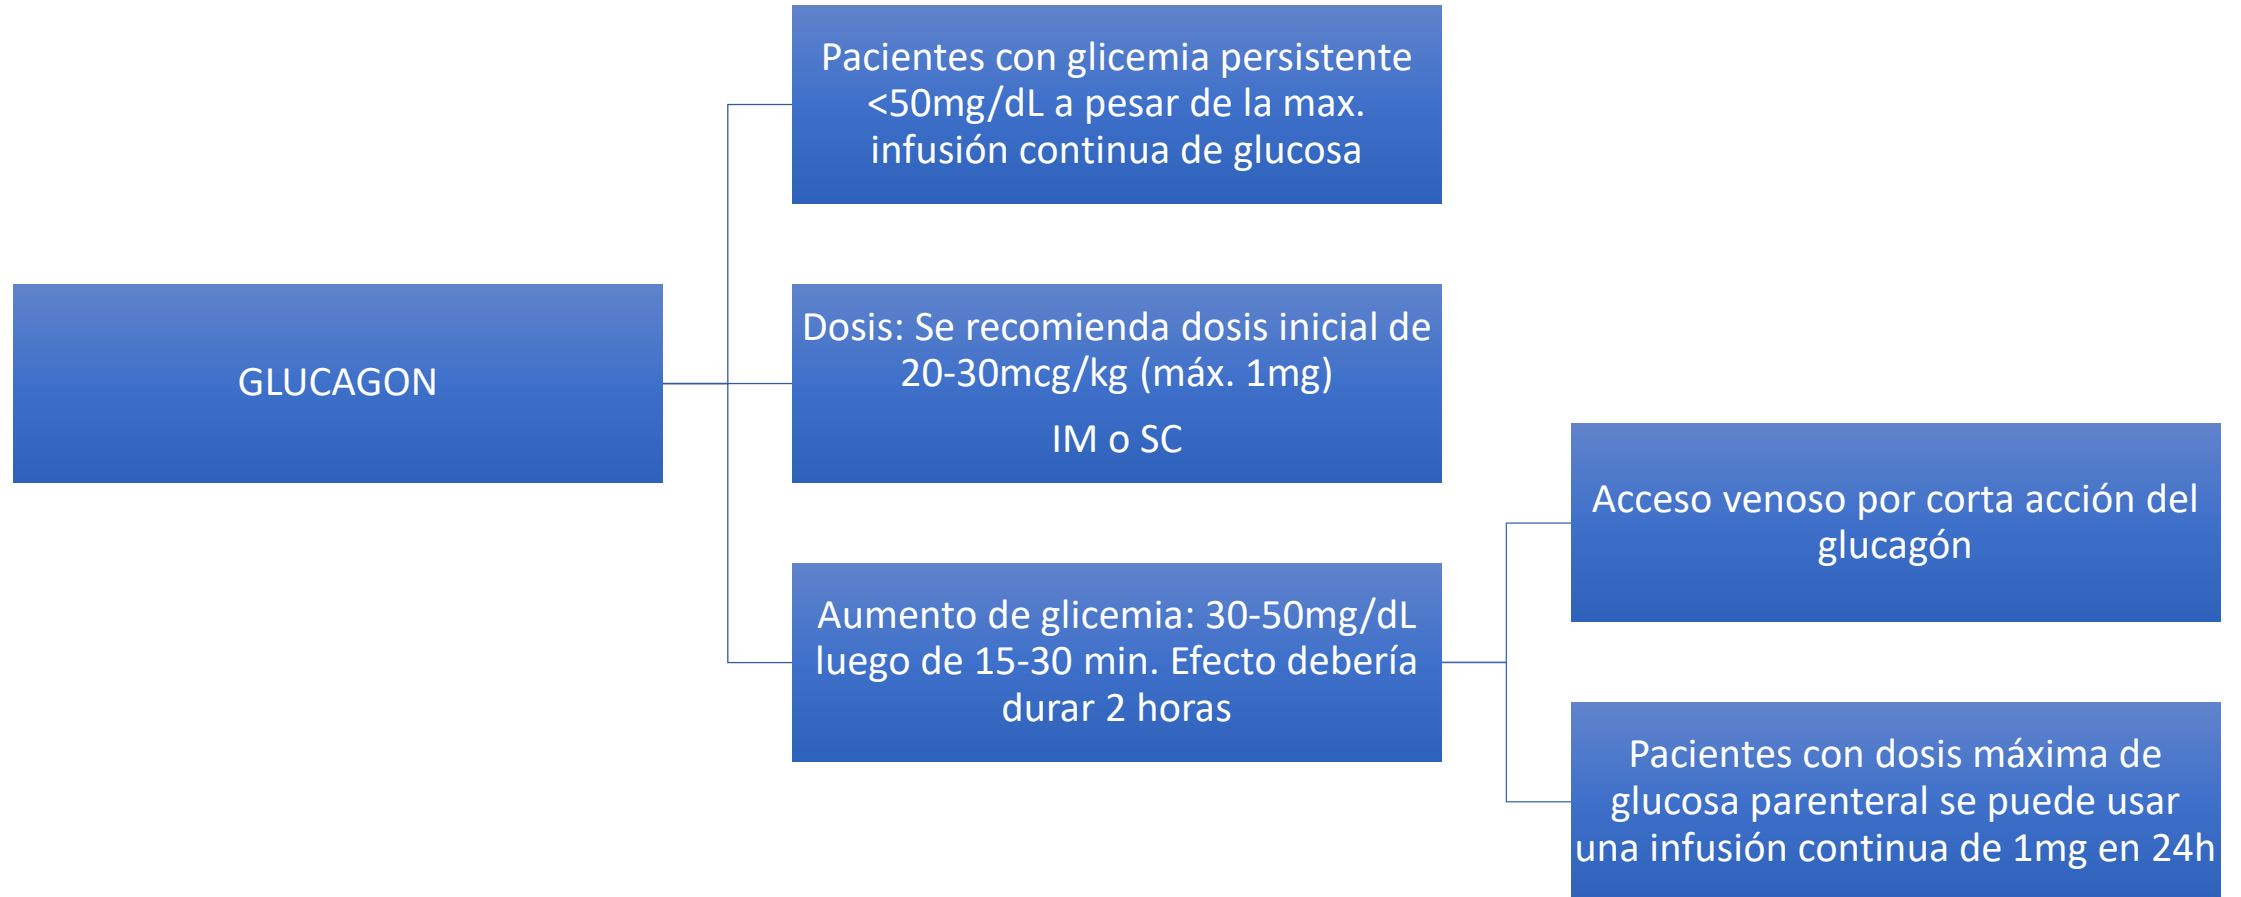 GLUCAGON
Pacientes con glicemia persistente
<50mg/dL a pesar de la max.
infusión continua de glucosa
Dosis: Se recomienda dosis inicial de
20-30mcg/kg (máx. 1mg)
IM o SC
Aumento de glicemia: 30-50mg/dL
luego de 15-30 min. Efecto debería
durar 2 horas
Acceso venoso por corta acción del
glucagón
Pacientes con dosis máxima de
glucosa parenteral se puede usar
una infusión continua de 1mg en 24h